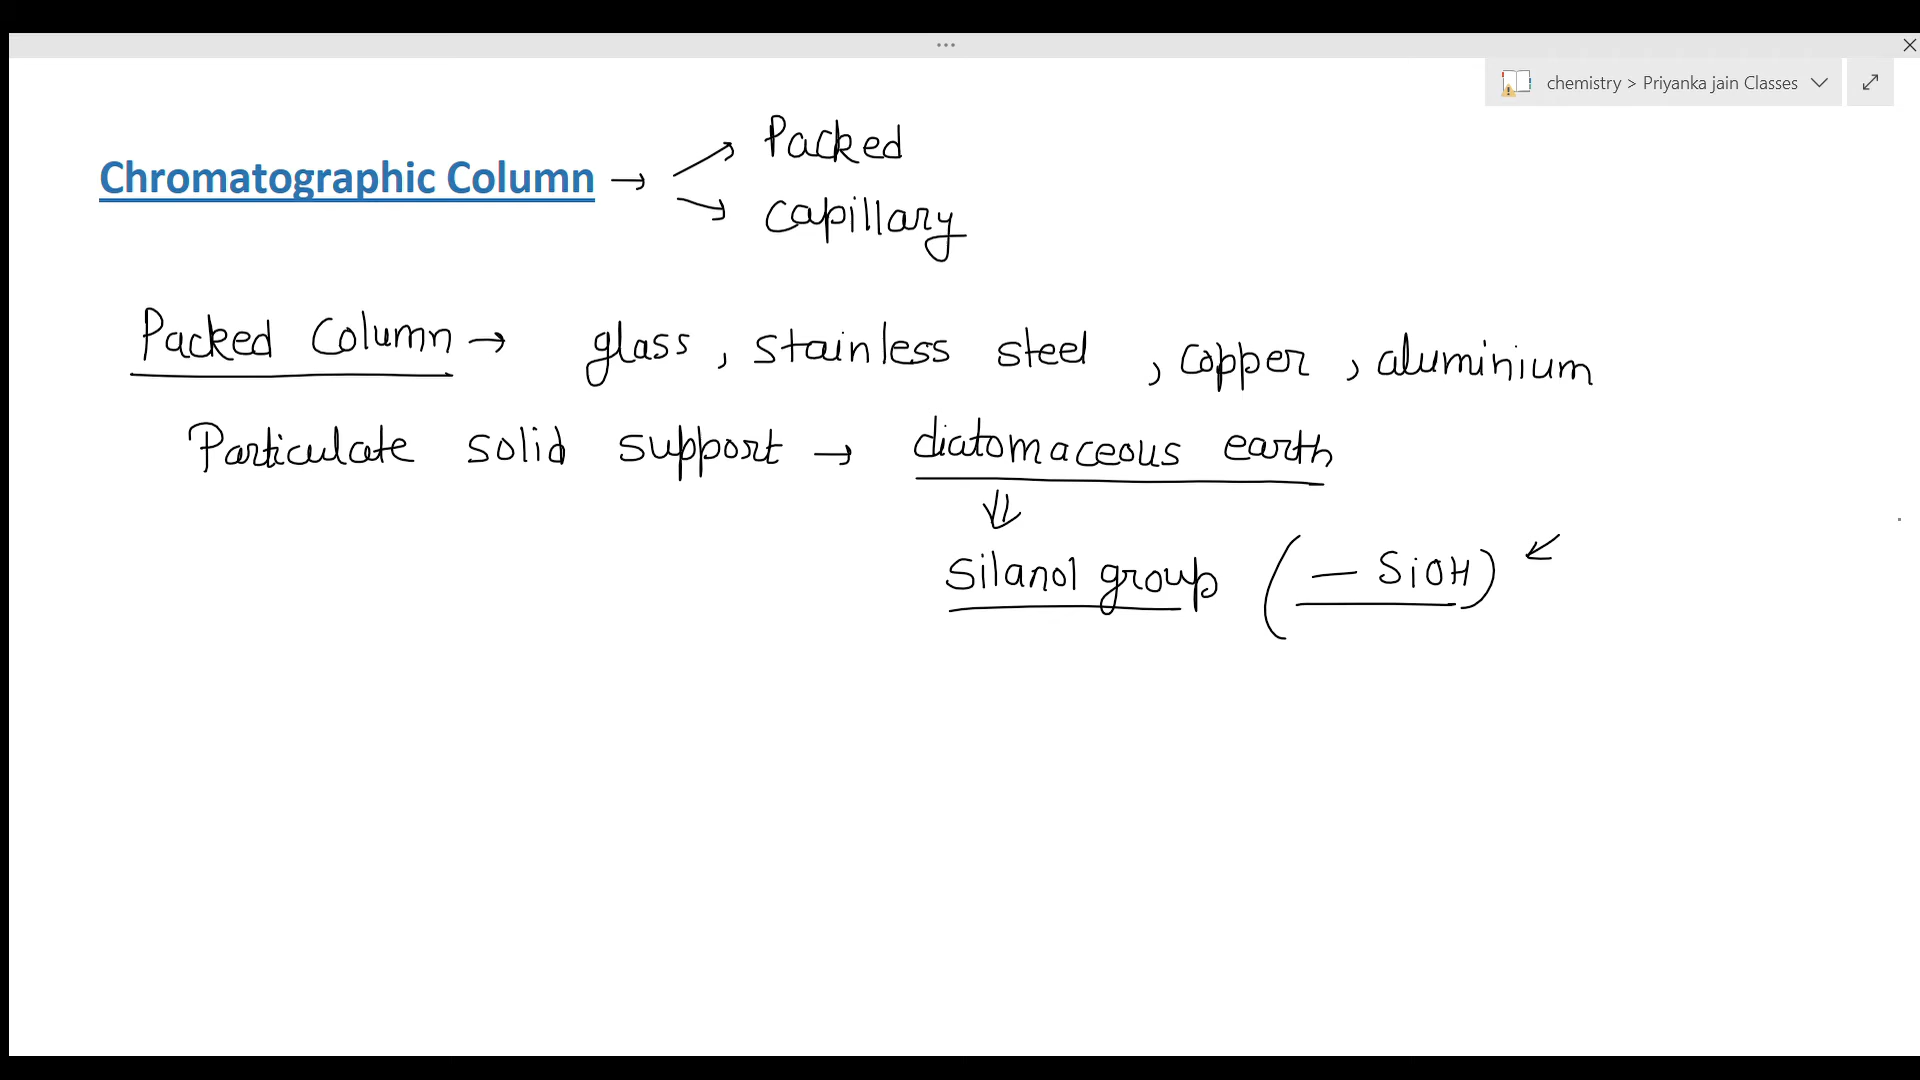 ...
chemistry > Priyanka jain Classes
Packed
Chromatographic Column →
Capillary
Packed Column → glass, stainless steel, copper, aluminium
Particulate solid support → diatomaceous earth
Silanol group (— SiOH)